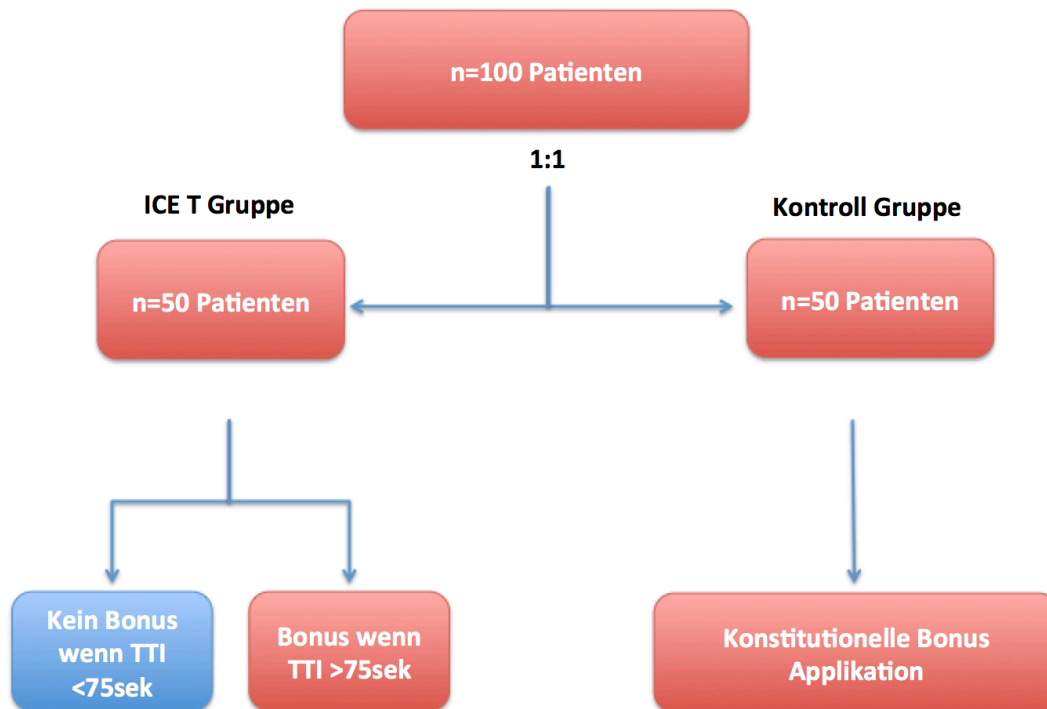 n=100 Patienten
1:1
ICE T Gruppe
Kontroll Gruppe
n=50 Patienten
n=50 Patienten
Kein Bonus
wenn TTI
<75sek
Bonus wenn
TTI >75sek
Konstitutionelle Bonus
Applikation